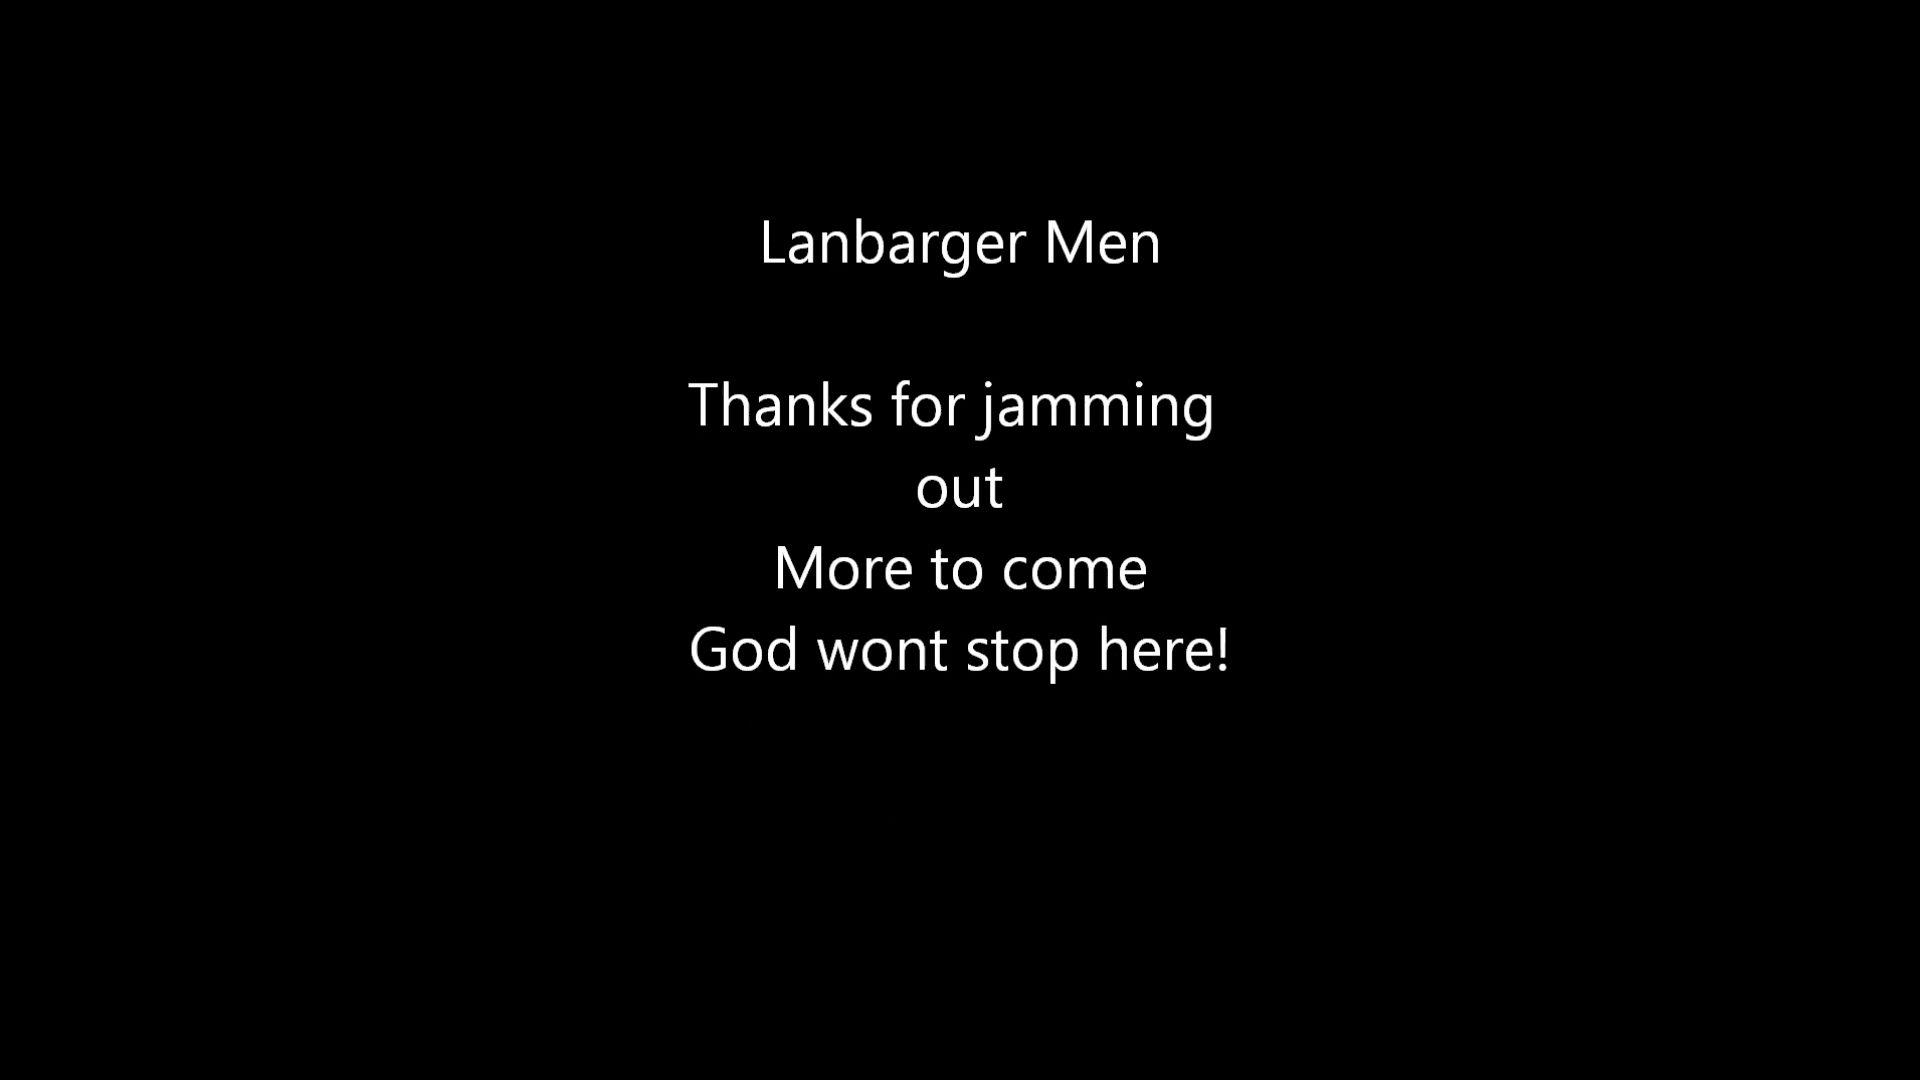 Lanbarger Men
Thanks for jamming
out
More to come
God wont stop here!